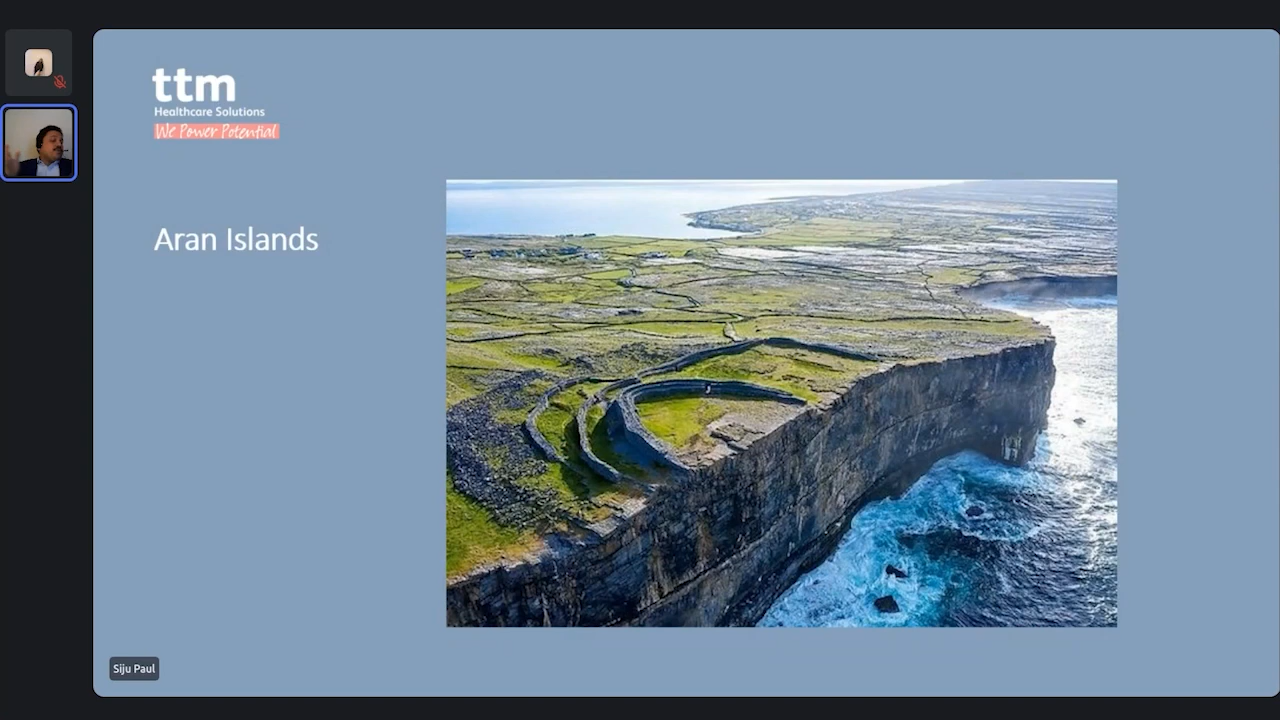 ttm
Healthcare Solutions
We Power Potential
Aran Islands
Siju Paul